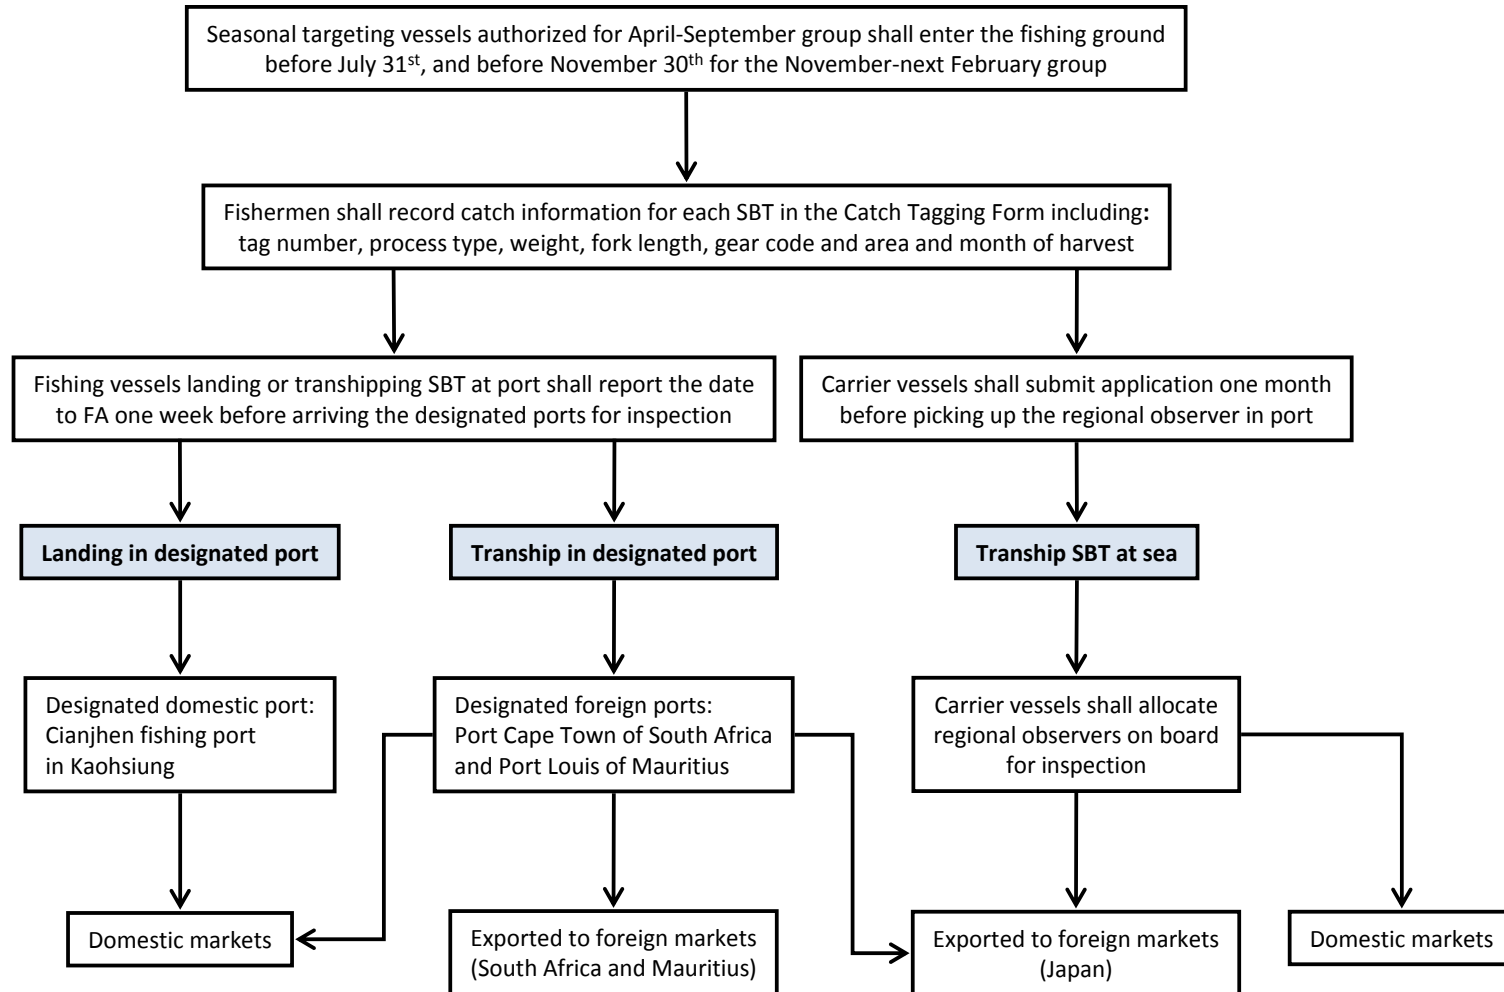 Seasonal targeting vessels authorized for April-September group shall enter the fishing ground
before July 31st, and before November 30th for the November-next February group
Fishermen shall record catch information for each SBT in the Catch Tagging Form including:
tag number, process type, weight, fork length, gear code and area and month of harvest
Fishing vessels landing or transhipping SBT at port shall report the date
to FA one week before arriving the designated ports for inspection
Carrier vessels shall submit application one month
before picking up the regional observer in port
Landing in designated port
Tranship in designated port
Tranship SBT at sea
Designated domestic port:
Cianjhen fishing port
in Kaohsiung
Designated foreign ports:
Port Cape Town of South Africa
and Port Louis of Mauritius
Carrier vessels shall allocate
regional observers on board
for inspection
Domestic markets
Exported to foreign markets
(South Africa and Mauritius)
Exported to foreign markets
(Japan)
Domestic markets